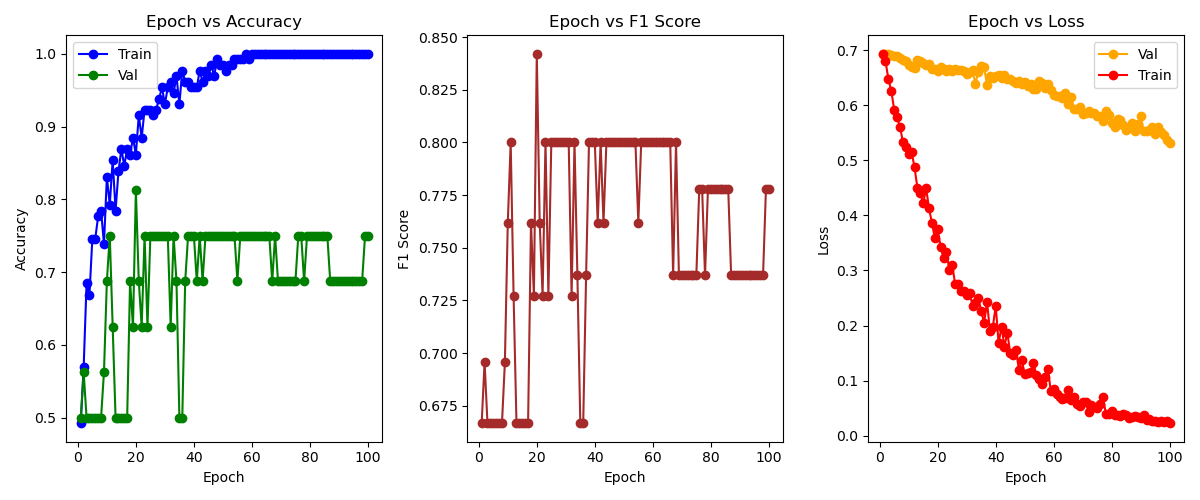 Epoch vs Accuracy
Accuracy
1.0
0.9
0.8
0.7
0.6
0.5
Train
Val
0 20 40 60 80 100
Epoch
Epoch vs F1 Score
F1 Score
0.850
0.825
0.800
0.775
0.750
0.725
0.700
0.675
0 20 40 60 80 100
Epoch
Epoch vs Loss
Loss
0.7
0.6
0.5
0.4
0.3
0.2
0.1
0.0
Val
Train
0 20 40 60 80 100
Epoch